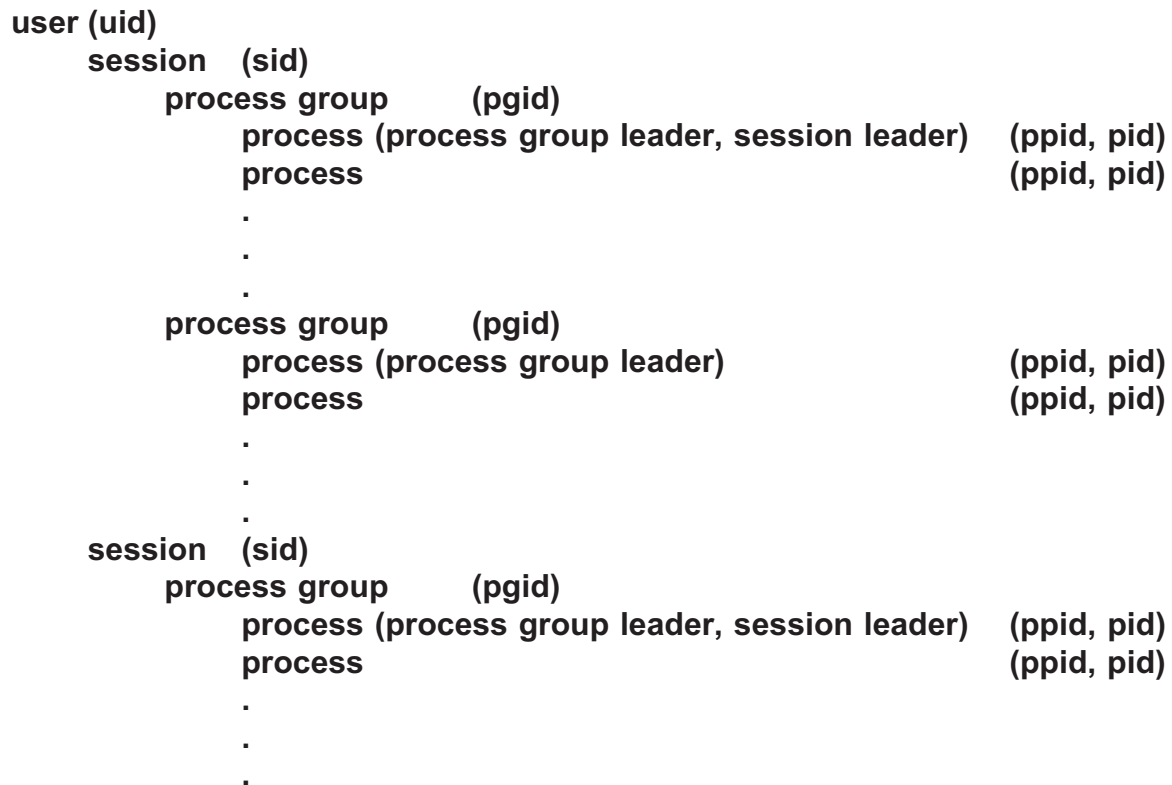 user (uid)
session (sid)
process group (pgid)
process (process group leader, session leader) (ppid, pid)
process (ppid, pid)
.
.
.
process group (pgid)
process (process group leader) (ppid, pid)
process (ppid, pid)
.
.
.
session (sid)
process group (pgid)
process (process group leader, session leader) (ppid, pid)
process (ppid, pid)
.
.
.